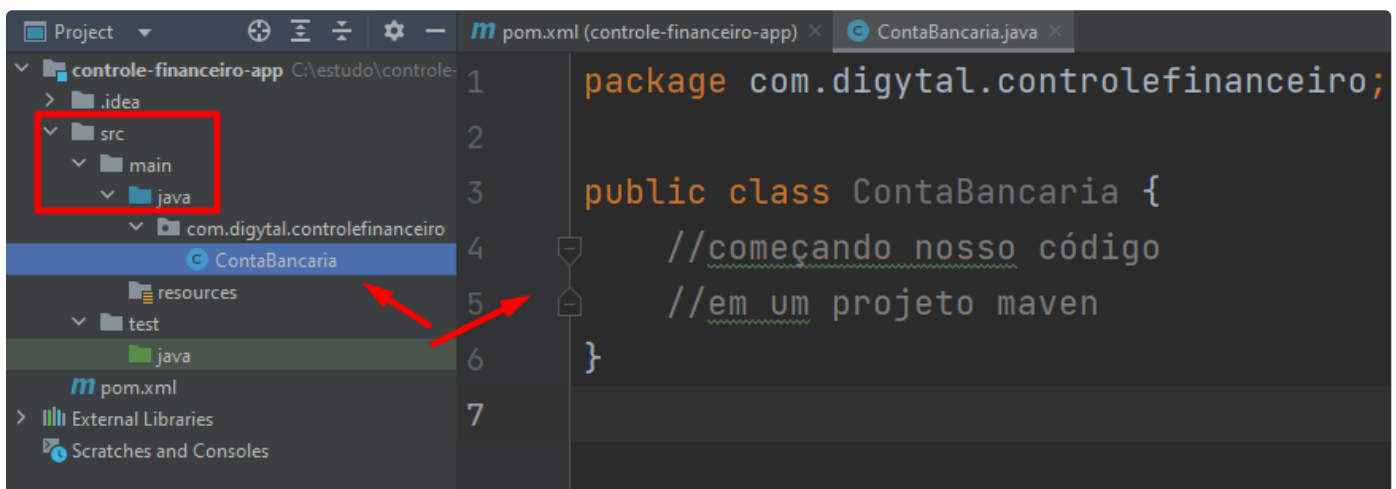 Project
pom.xml (controle-financeiro-app)
ContaBancaria.java
controle-financeiro-app C:\estudo\controle-
.idea
src
main
java
com.digytal.controlefinanceiro
ContaBancaria
resources
test
java
pom.xml
External Libraries
Scratches and Consoles
1 package com.digytal.controlefinanceiro;
2
3 public class ContaBancaria {
4 //começando nosso código
5 //em um projeto maven
6 }
7